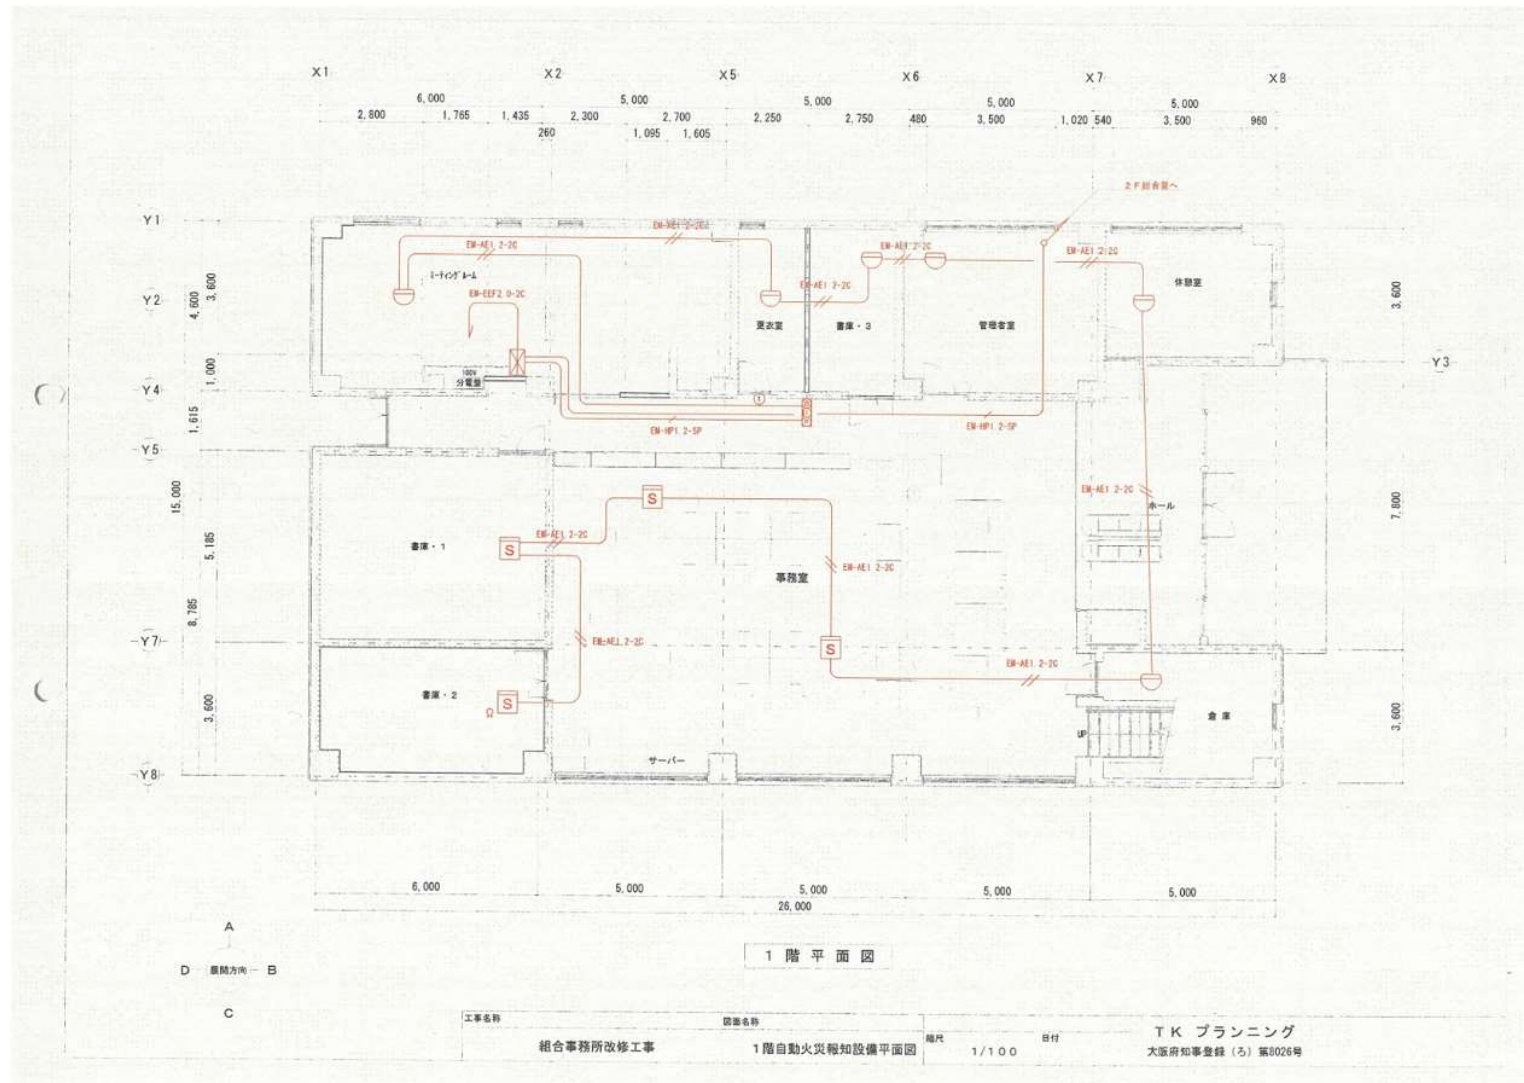 X1 X2 X5 X6 X7 X8
6,000 5,000 5,000 5,000 5,000
2,800 1,765 1,435 2,300 2,700 2,250 2,750 480 3,500 1,020 540 3,500 960
260 1,095 1,605
Y1
EM-AE1.2-2C
EM-AE1.2-2C
EM-AE1.2-2C
EM-AE1.2-2C
ミーティングルーム
Y2
EM-EEF2.0-2C
EM-AE1.2-2C
休憩室
更衣室
書庫・3
管理者室
3,600
4,600
3,600
Y3
1,000
100V
分電盤
Y4
1
EM-HP1.2-5P
EM-HP1.2-5P
1,615
Y5
EM-AE1.2-2C
S
ホール
15,000
7,800
EM-AE1.2-2C
書庫・1
S
5,185
EM-AE1.2-2C
事務室
8,785
Y7
EM-AE1.2-2C
S
EM-AE1.2-2C
書庫・2
S
3,600
倉庫
3,600
UP
サーバー
Y8
6,000 5,000 5,000 5,000 5,000
26,000
A
D 展開方向 B
C
1階平面図
工事名称
組合事務所改修工事
図面名称
1階自動火災報知設備平面図
縮尺
1/100
日付
TK プランニング
大阪府知事登録(ろ)第8026号